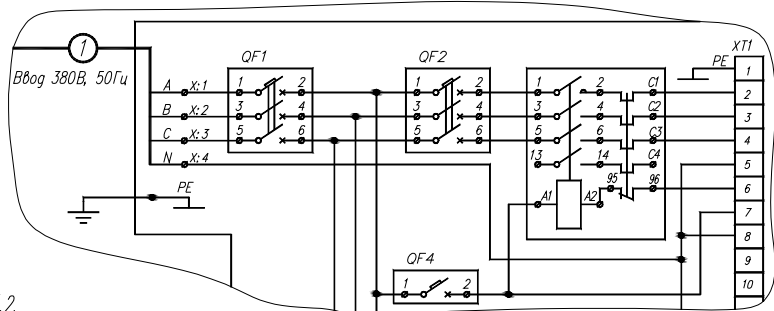 XT1
QF1 QF2 PE
1
1 2 1 2 1 2 C1 1
Ввод 380В, 50Гц
A X:1 2
3 4 3 4 3 4 C2
B X:2 3
5 6 5 6 5 6 C3
C X:3 4
13 14 C4
N X:4 5
95 96
PE A1 A2 6
7
8
QF4 9
1 2 10
2